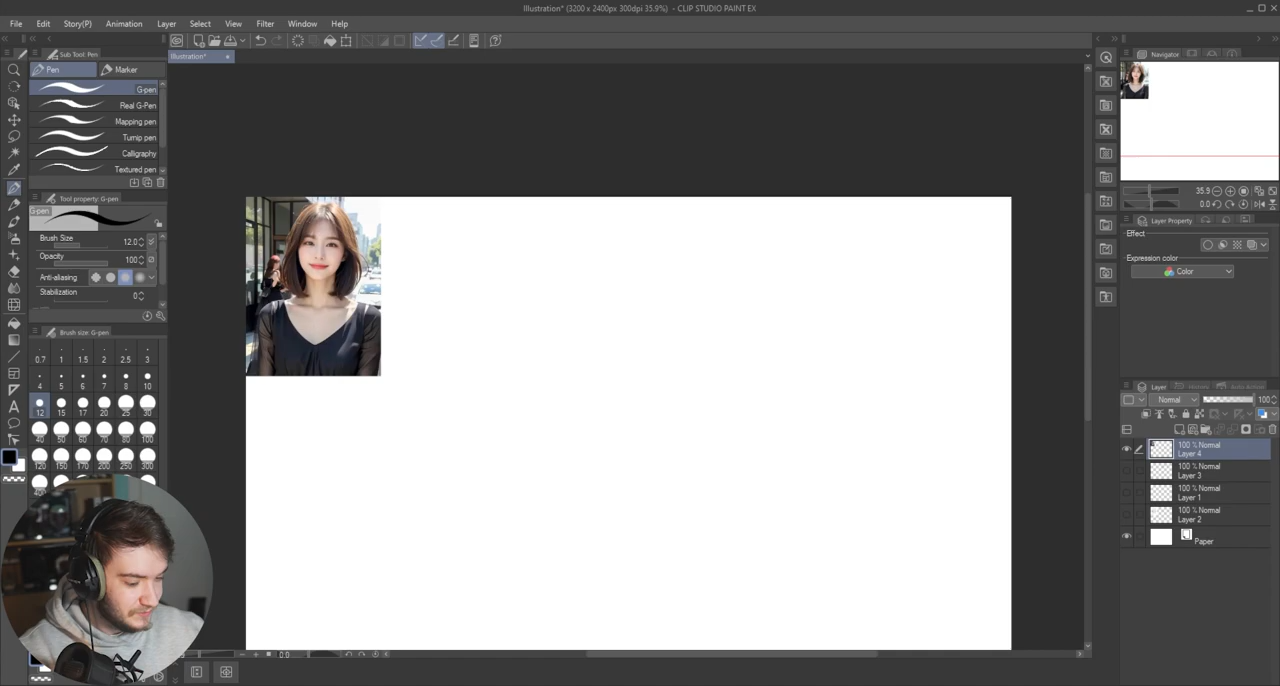 Illustration* (3200 x 2400px 300dpi 35.9%) - CLIP STUDIO PAINT EX
File Edit Story(P) Animation Layer Select View Filter Window Help
Illustration*
Sub Tool: Pen
Pen Marker
G-pen
Real G-Pen
Mapping pen
Turnip pen
Calligraphy
Textured pen
Tool property: G-pen
G-pen
Brush Size 12.0
Opacity 100
Anti-aliasing
Stabilization 0
Brush size: G-pen
0.7 1 1.5 2 2.5 3
4 5 6 7 8 10
12 15 17 20 25 30
40 50 60 70 80 100
120 150 170 200 250 300
Navigator
35.9
0.0
Layer Property
Effect
Expression color
Color
Layer History Auto Action
Normal 100
100 % Normal
Layer 4
100 % Normal
Layer 3
100 % Normal
Layer 1
100 % Normal
Layer 2
Paper